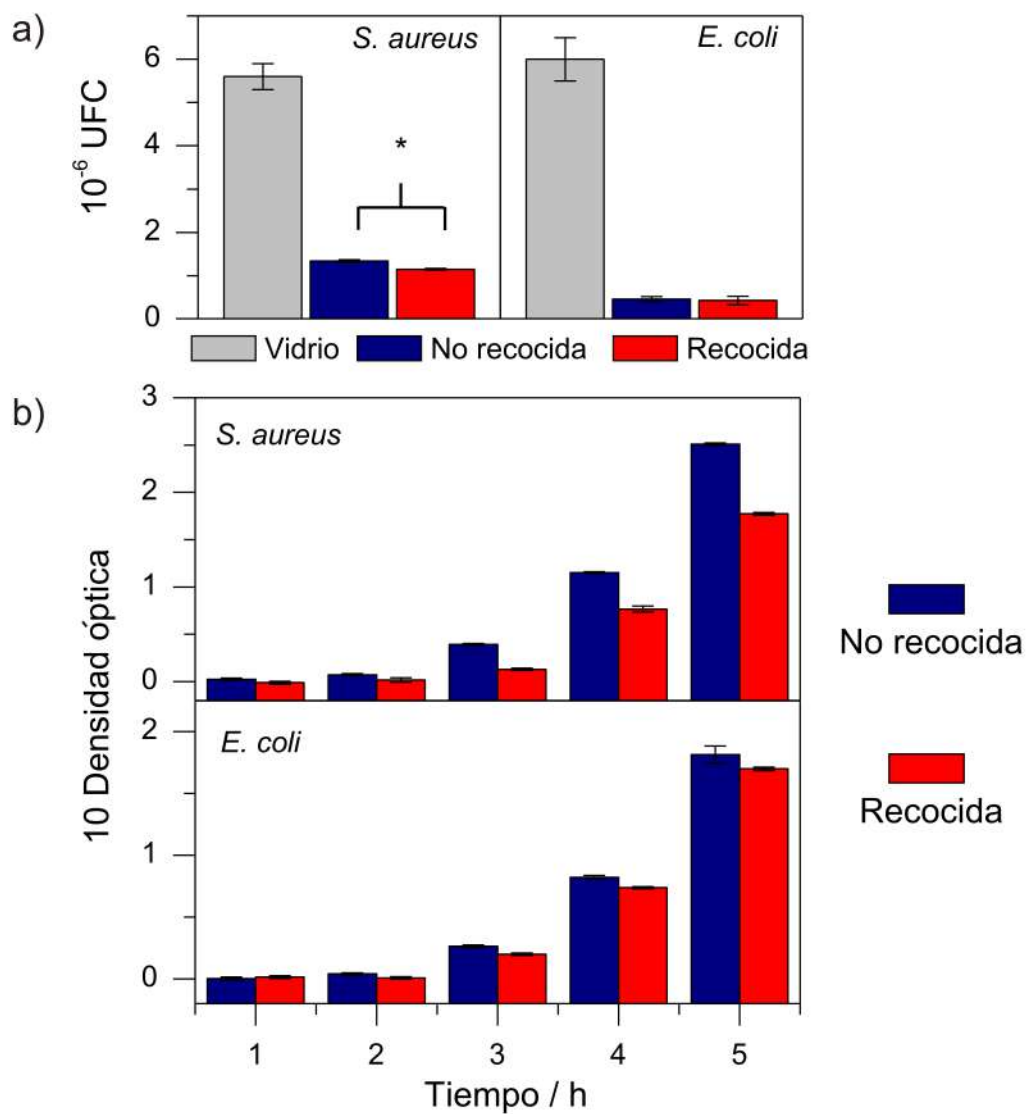 a)
S. aureus
E. coli
10⁻⁶ UFC
6
4
2
0
*
Vidrio
No recocida
Recocida
b)
S. aureus
10 Densidad óptica
3
2
1
0
E. coli
2
1
0
1 2 3 4 5
Tiempo / h
No recocida
Recocida